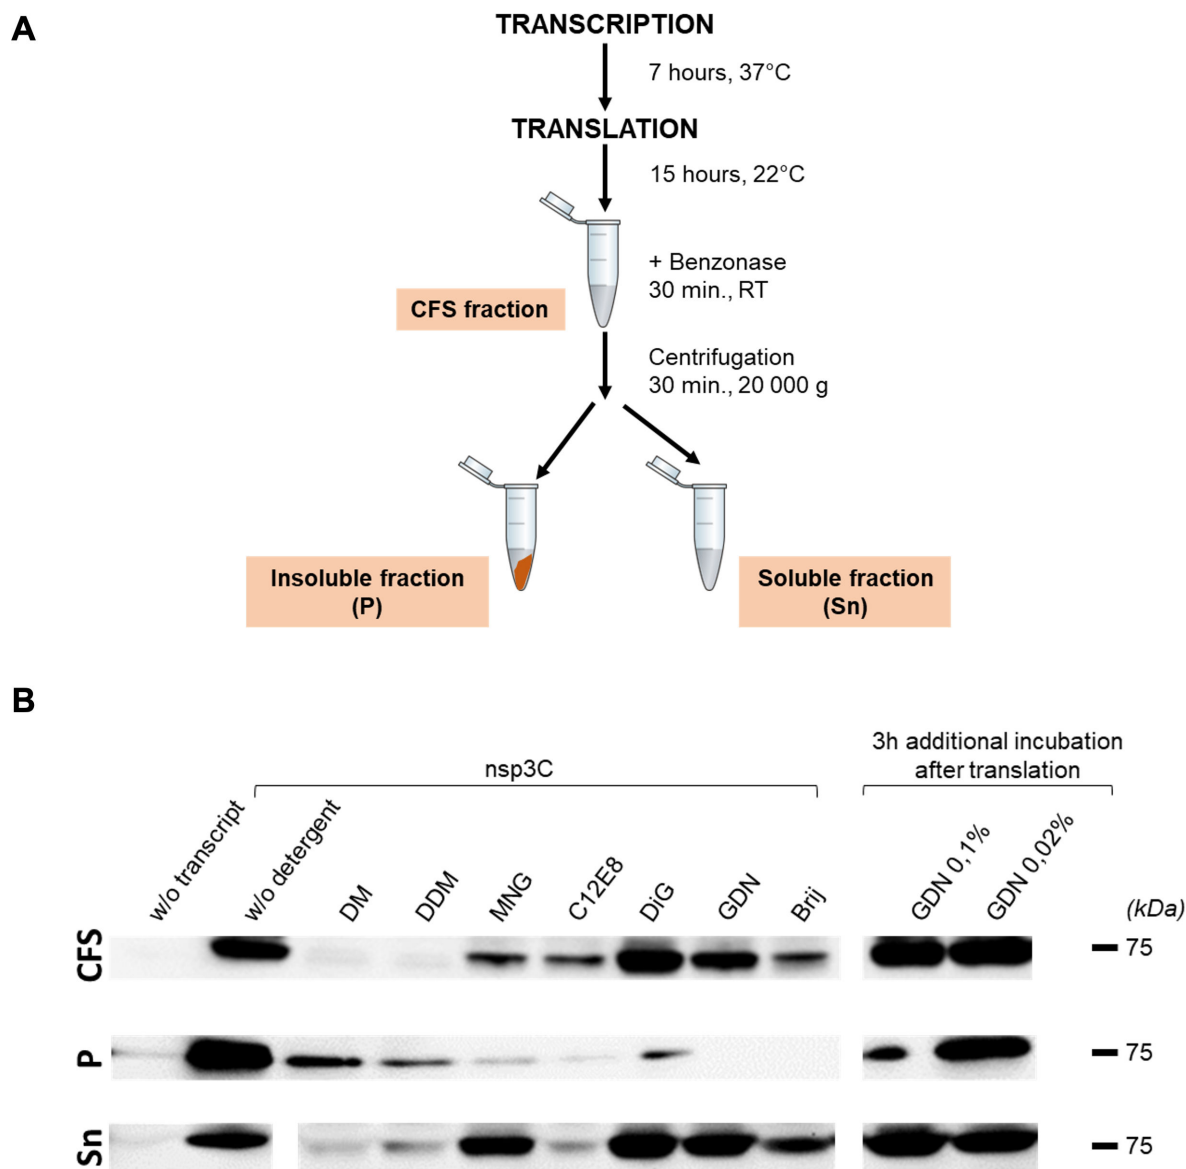 A
TRANSCRIPTION
7 hours, 37°C
TRANSLATION
15 hours, 22°C
+ Benzonase
30 min., RT
CFS fraction
Centrifugation
30 min., 20 000 g
Insoluble fraction
(P)
Soluble fraction
(Sn)
B
3h additional incubation
after translation
nsp3C
w/o transcript
w/o detergent
DM
DDM
MNG
C12E8
DiG
GDN
Brij
GDN 0,1%
GDN 0,02%
(kDa)
CFS
75
P
75
Sn
75